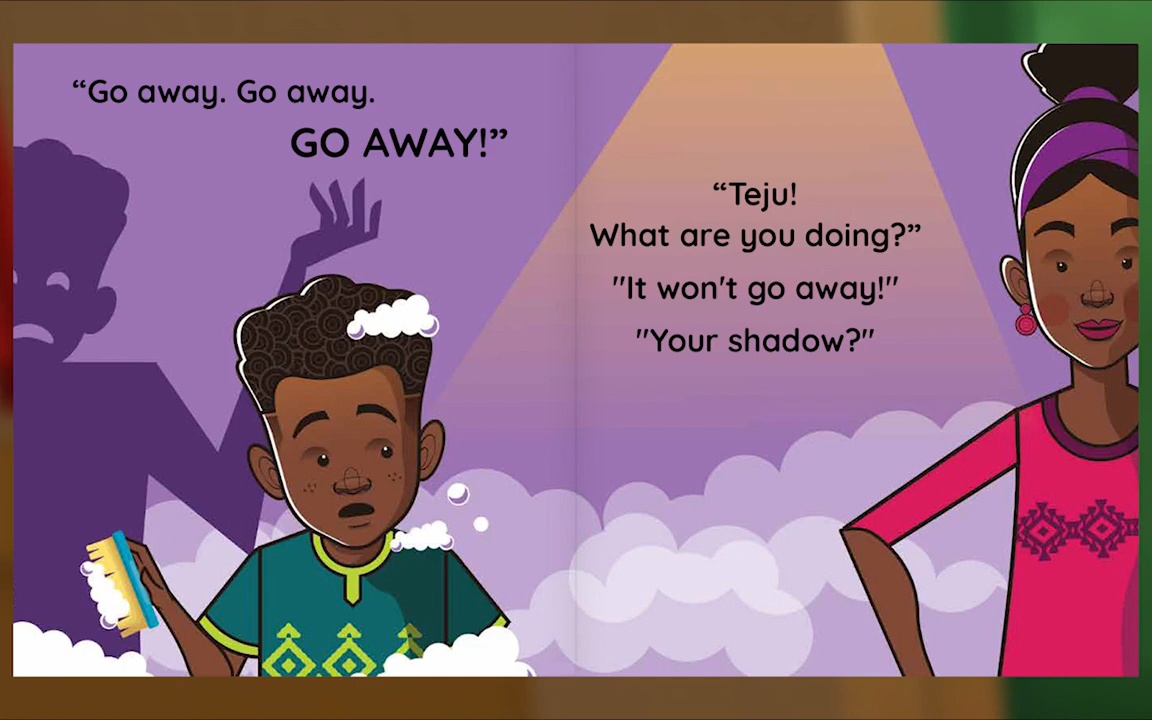 “Go away. Go away.
GO AWAY!”
“Teju!
What are you doing?”
"It won't go away!"
"Your shadow?"